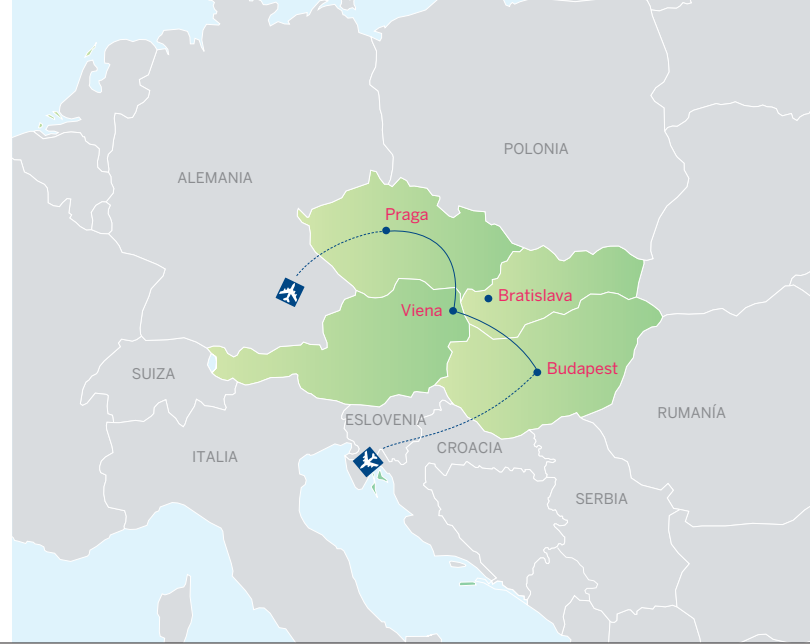 POLONIA
ALEMANIA
Praga
Bratislava
Viena
Budapest
SUIZA
RUMANÍA
ESLOVENIA
CROACIA
ITALIA
SERBIA